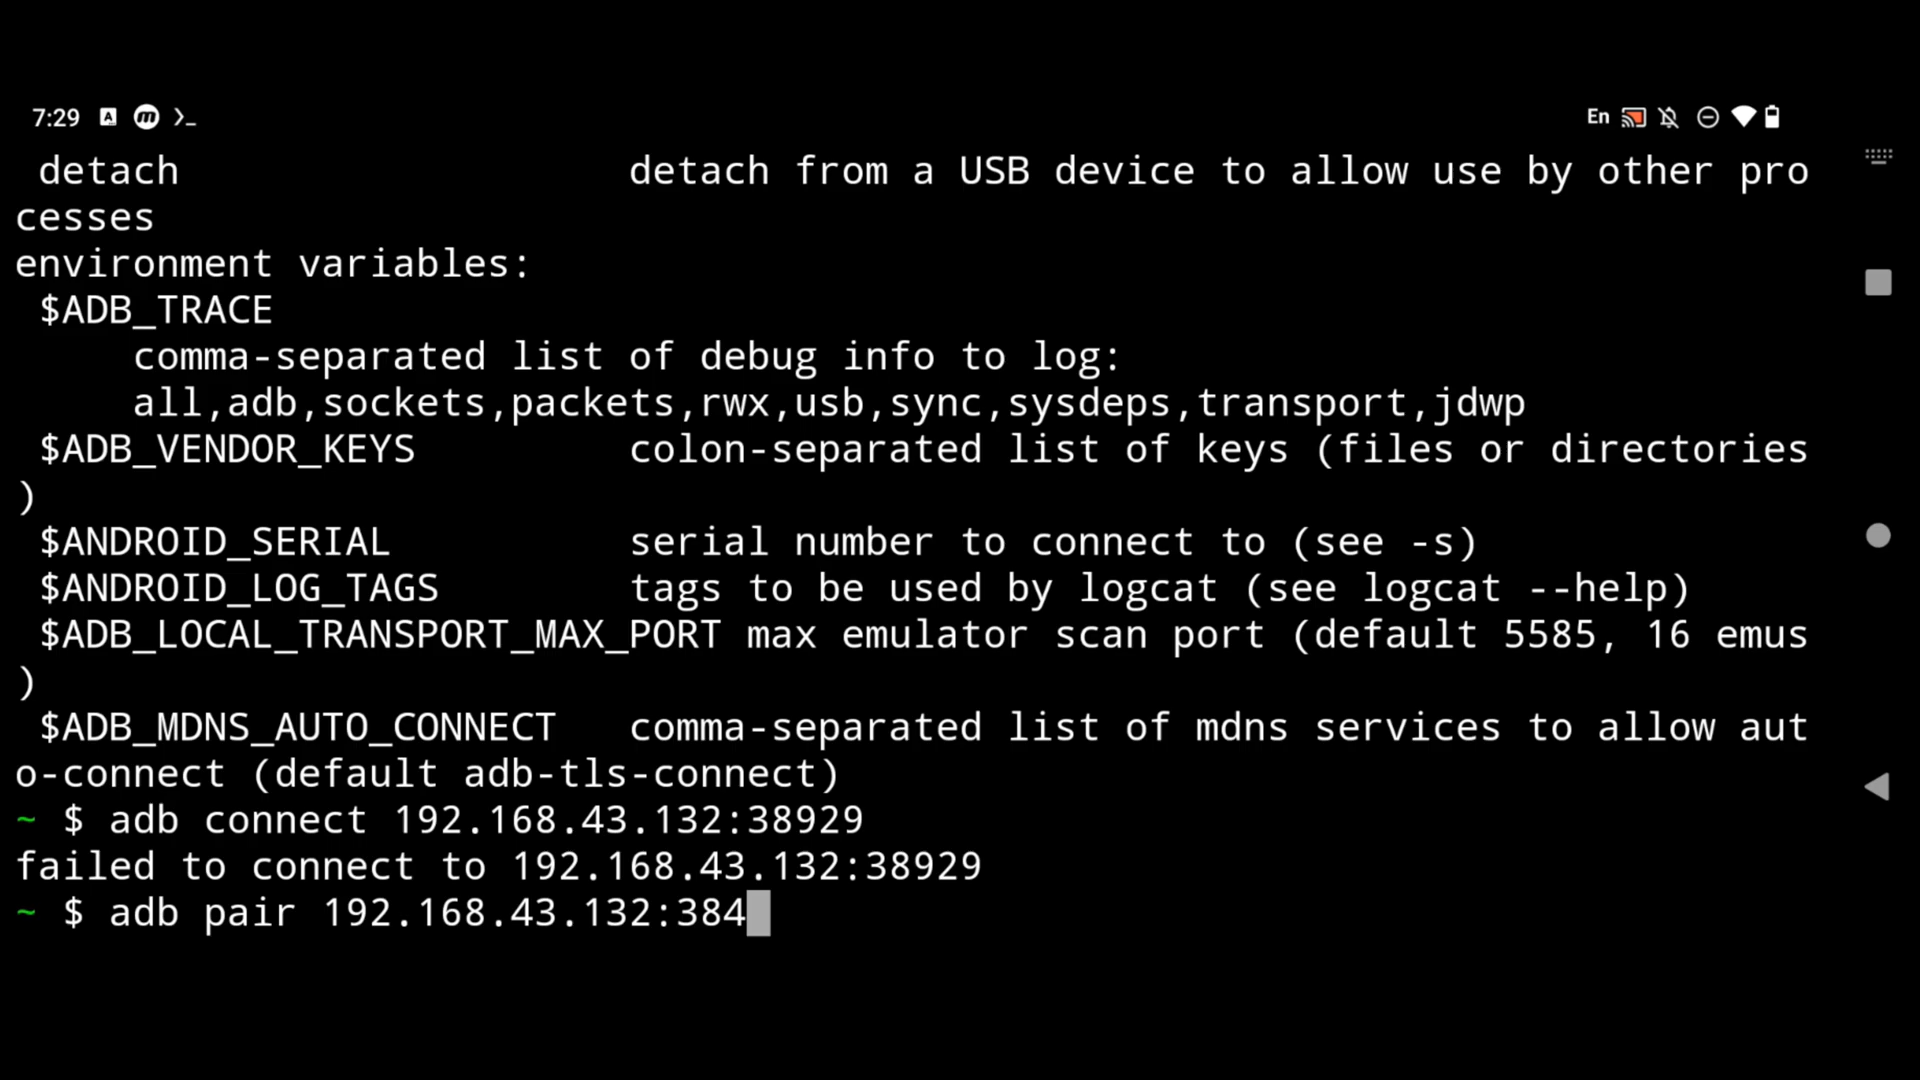 7:29 A m >_ En
detach detach from a USB device to allow use by other pro
cesses
environment variables:
$ADB_TRACE
comma-separated list of debug info to log:
all,adb,sockets,packets,rwx,usb,sync,sysdeps,transport,jdwp
$ADB_VENDOR_KEYS colon-separated list of keys (files or directories
)
$ANDROID_SERIAL serial number to connect to (see -s)
$ANDROID_LOG_TAGS tags to be used by logcat (see logcat --help)
$ADB_LOCAL_TRANSPORT_MAX_PORT max emulator scan port (default 5585, 16 emus
)
$ADB_MDNS_AUTO_CONNECT comma-separated list of mdns services to allow aut
o-connect (default adb-tls-connect)
~ $ adb connect 192.168.43.132:38929
failed to connect to 192.168.43.132:38929
~ $ adb pair 192.168.43.132:384